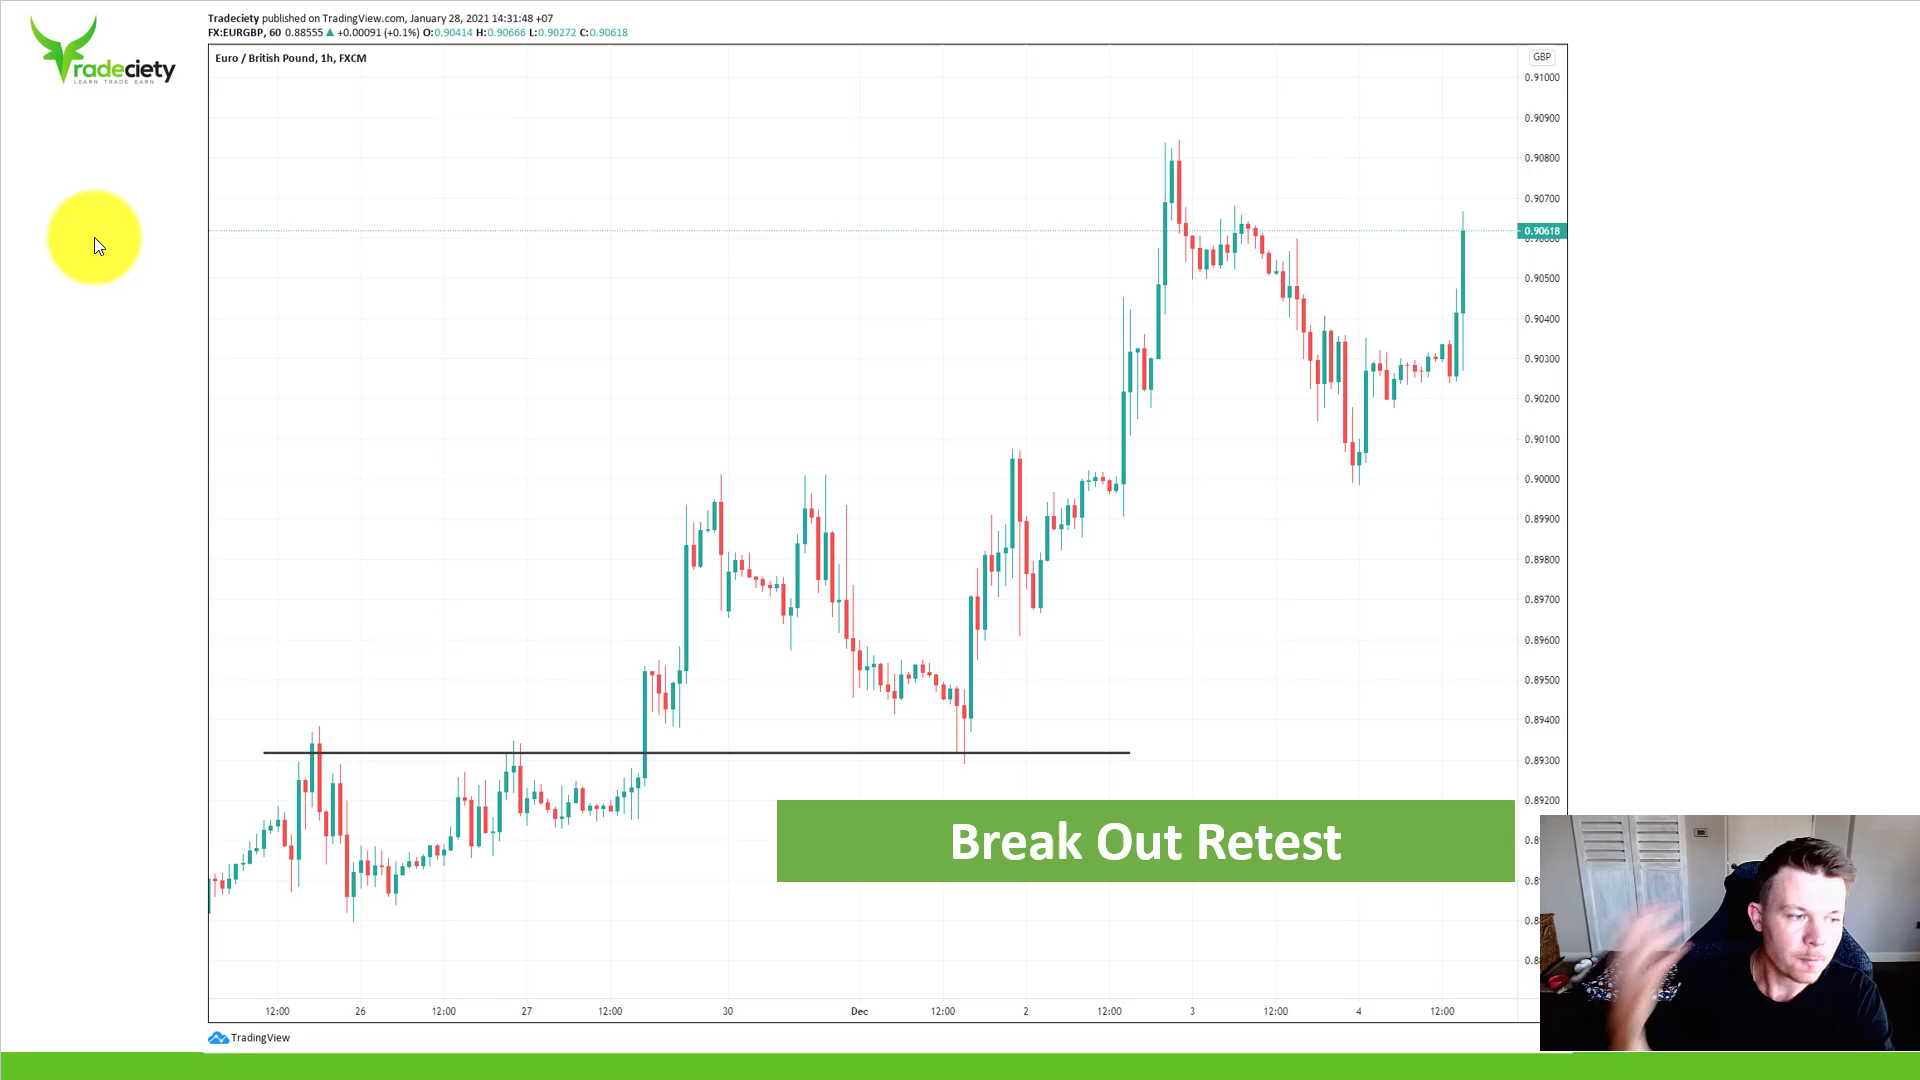 Tradeciety published on TradingView.com, January 28, 2021 14:31:48 +07
FX:EURGBP, 60 0.88555 ▲ +0.00091 (+0.1%) O:0.90414 H:0.90666 L:0.90272 C:0.90618
radeciety
LEARN TRADE EARN
Euro / British Pound, 1h, FXCM
GBP
0.91000
0.90900
0.90800
0.90700
0.90618
0.90500
0.90400
0.90300
0.90200
0.90100
0.90000
0.89900
0.89800
0.89700
0.89600
0.89500
0.89400
0.89300
0.89200
Break Out Retest
12:00 26 12:00 27 12:00 30 Dec 12:00 2 12:00 3 12:00 4 12:00
TradingView